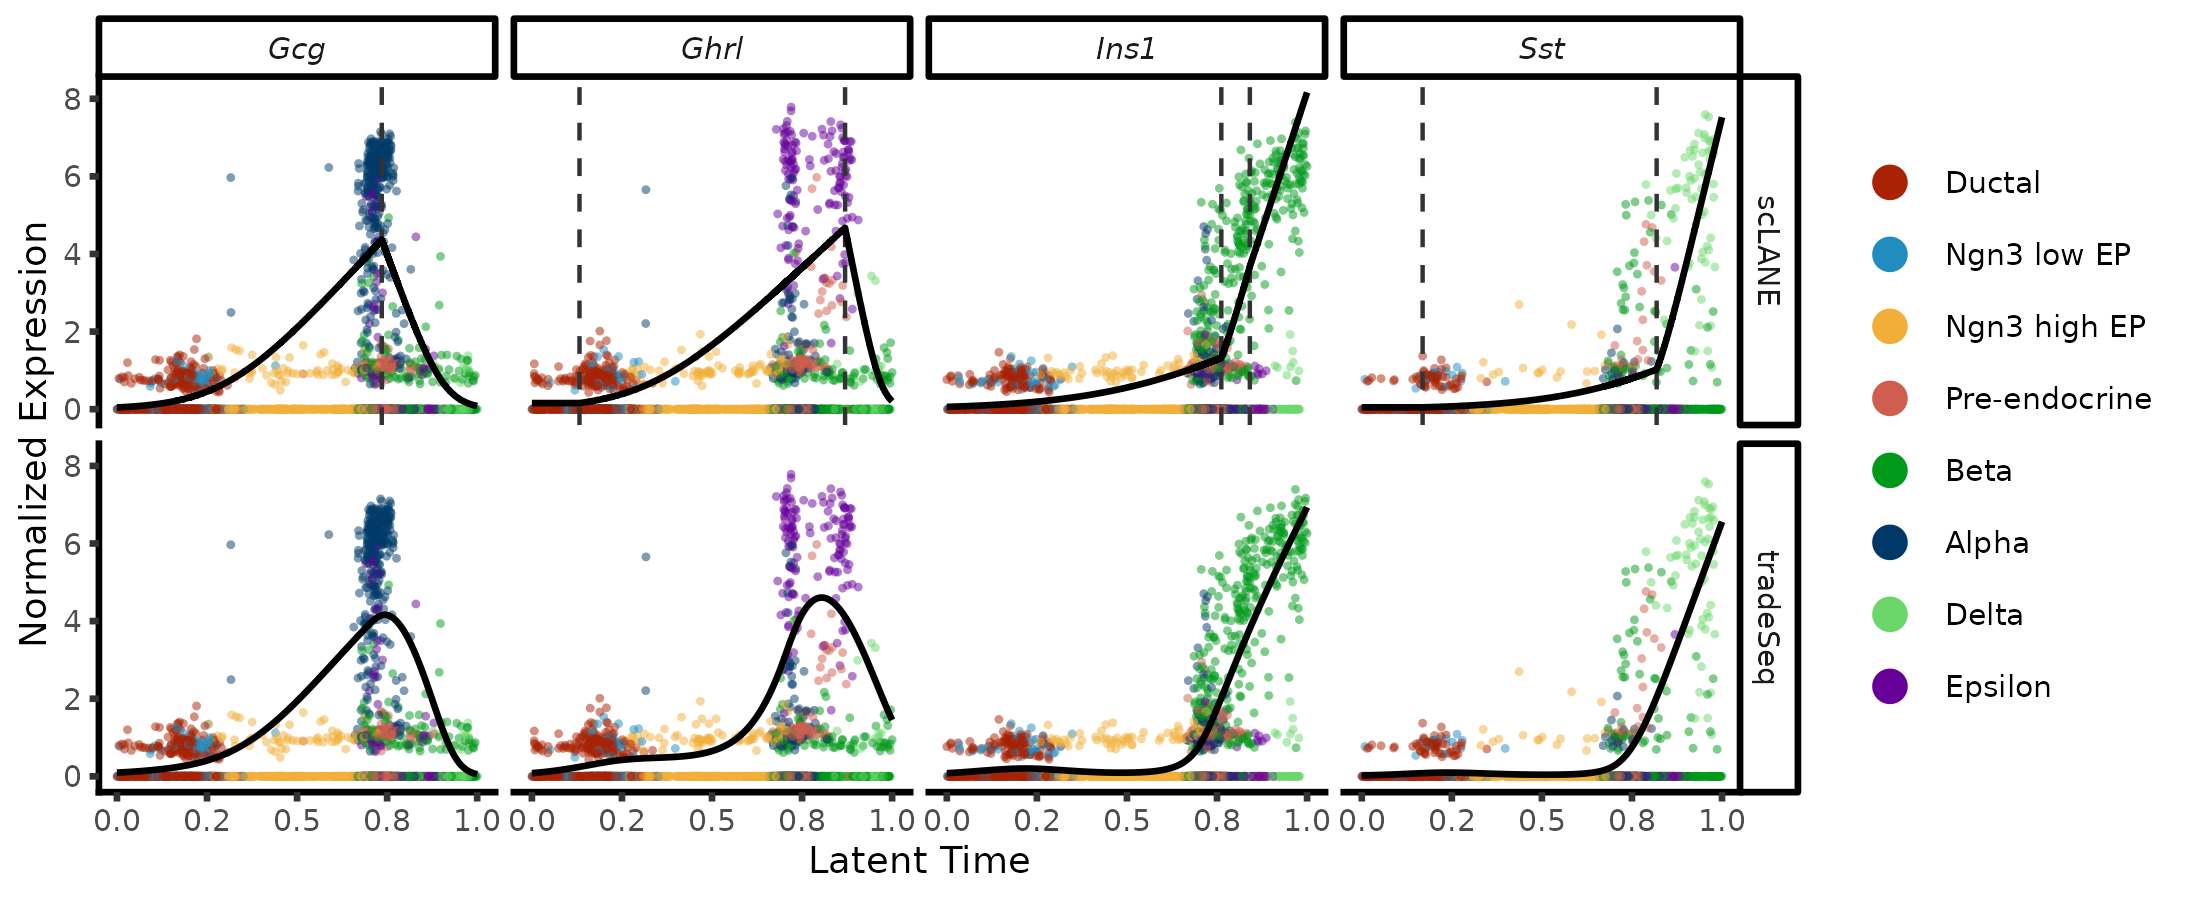 Gcg Ghrl Ins1 Sst
Normalized Expression
8
6
4
2
0
scLANE
8
6
4
2
0
tradeSeq
0.0 0.2 0.5 0.8 1.0 0.0 0.2 0.5 0.8 1.0 0.0 0.2 0.5 0.8 1.0 0.0 0.2 0.5 0.8 1.0
Latent Time
Ductal
Ngn3 low EP
Ngn3 high EP
Pre-endocrine
Beta
Alpha
Delta
Epsilon